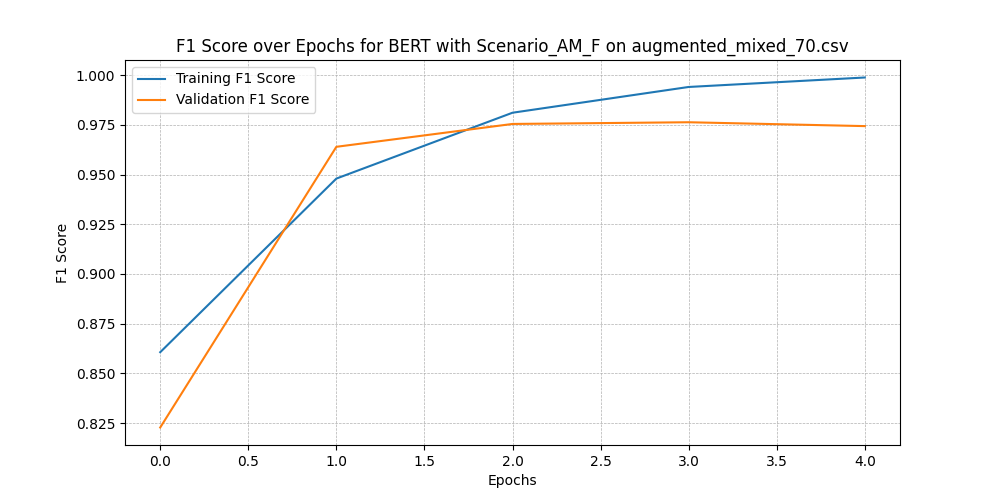 F1 Score over Epochs for BERT with Scenario_AM_F on augmented_mixed_70.csv
Training F1 Score
Validation F1 Score
F1 Score
1.000
0.975
0.950
0.925
0.900
0.875
0.850
0.825
0.0 0.5 1.0 1.5 2.0 2.5 3.0 3.5 4.0
Epochs